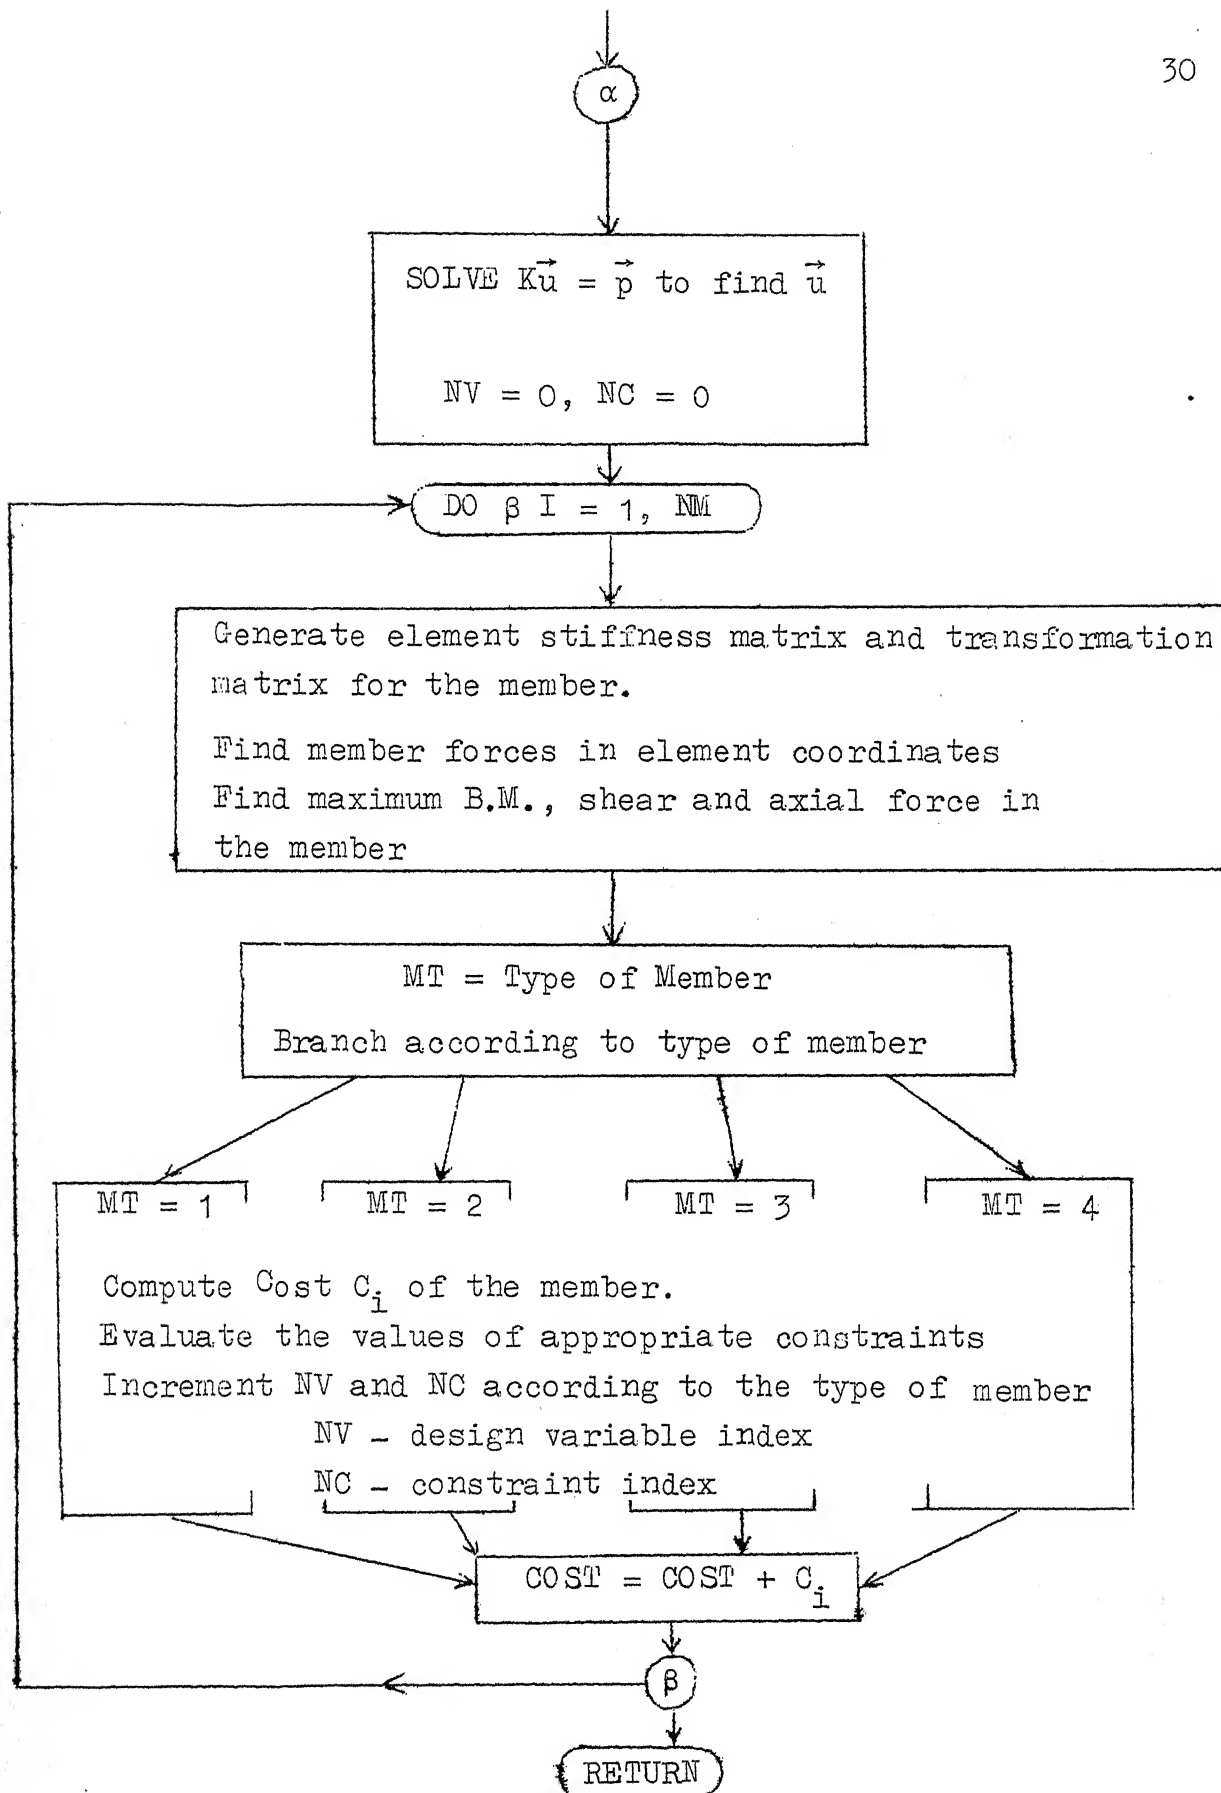 30
α
SOLVE Ku⃗ = p⃗ to find u⃗
NV = 0, NC = 0
DO β I = 1, NM
Generate element stiffness matrix and transformation
matrix for the member.
Find member forces in element coordinates
Find maximum B.M., shear and axial force in
the member
MT = Type of Member
Branch according to type of member
MT = 1 MT = 2 MT = 3 MT = 4
Compute Cost C_i of the member.
Evaluate the values of appropriate constraints
Increment NV and NC according to the type of member
NV – design variable index
NC – constraint index
COST = COST + C_i
β
RETURN